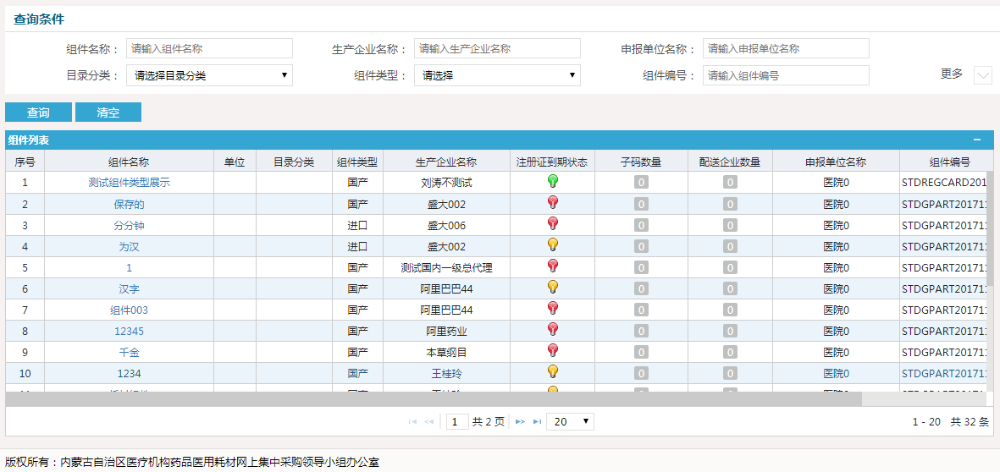 查询条件
组件名称： 请输入组件名称 生产企业名称： 请输入生产企业名称 申报单位名称： 请输入申报单位名称
目录分类： 请选择目录分类 组件类型： 请选择 组件编号： 请输入组件编号 更多
查询 清空
组件列表
序号 组件名称 单位 目录分类 组件类型 生产企业名称 注册证到期状态 子码数量 配送企业数量 申报单位名称 组件编号
1 测试组件类型展示 国产 刘涛不测试 0 0 医院0 STDREGCARD201
2 保存的 国产 盛大002 0 0 医院0 STDGPART20171
3 分分钟 进口 盛大006 0 0 医院0 STDGPART20171
4 为汉 进口 盛大002 0 0 医院0 STDGPART20171
5 1 国产 测试国内一级总代理 0 0 医院0 STDGPART20171
6 汉字 国产 阿里巴巴44 0 0 医院0 STDGPART20171
7 组件003 国产 阿里巴巴44 0 0 医院0 STDGPART20171
8 12345 国产 阿里药业 0 0 医院0 STDGPART20171
9 千金 国产 本草纲目 0 0 医院0 STDGPART20171
10 1234 国产 王桂玲 0 0 医院0 STDGPART20171
1 共 2 页 20 1 - 20 共 32 条
版权所有：内蒙古自治区医疗机构药品医用耗材网上集中采购领导小组办公室